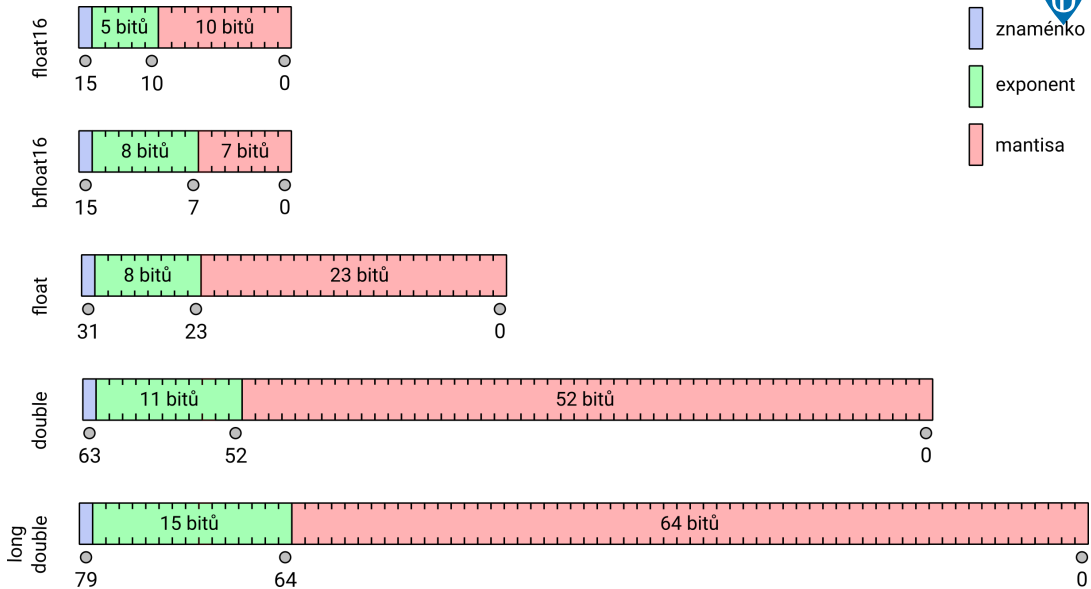 float16
5 bitů
10 bitů
15
10
0
znaménko
exponent
mantisa
bfloat16
8 bitů
7 bitů
15
7
0
float
8 bitů
23 bitů
31
23
0
double
11 bitů
52 bitů
63
52
0
long
double
15 bitů
64 bitů
79
64
0